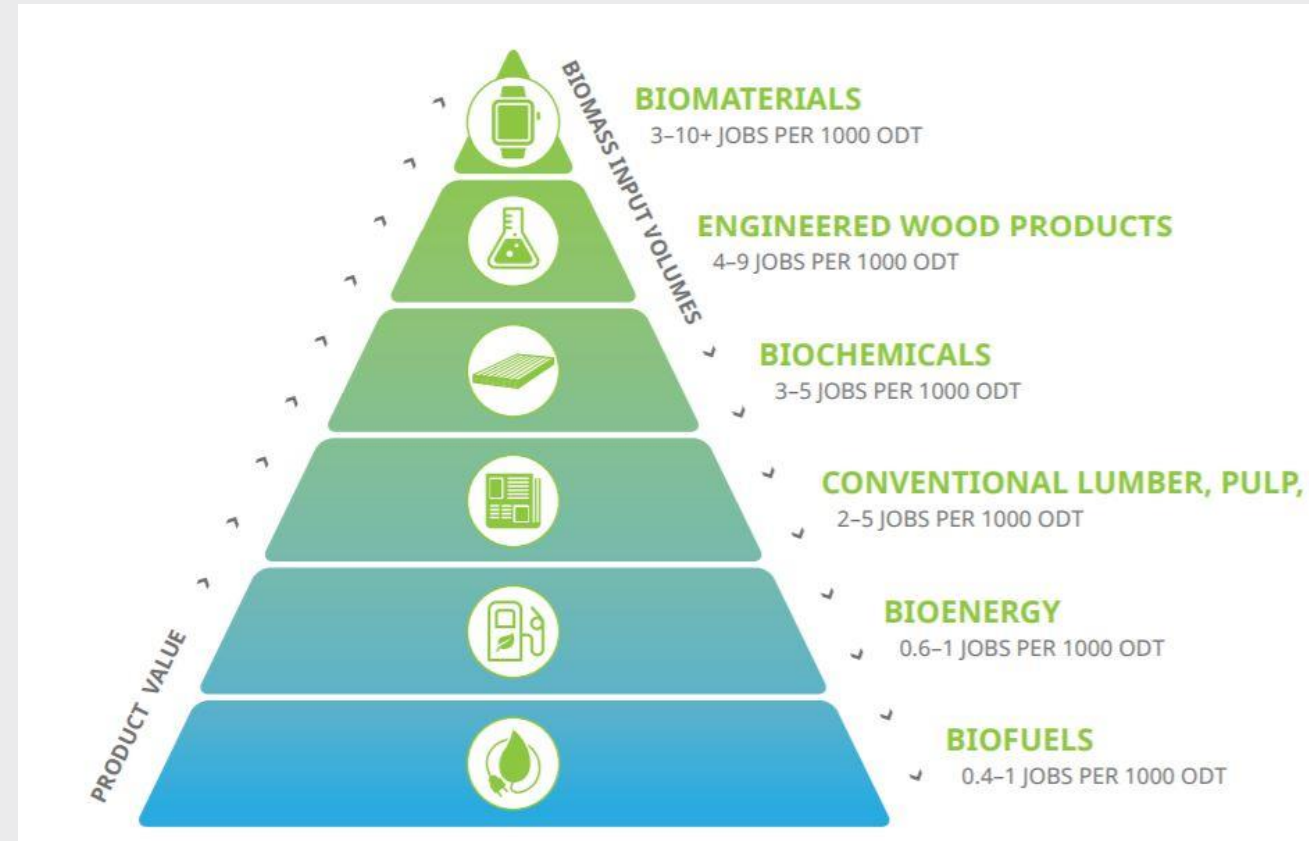 BIOMASS INPUT VOLUMES
BIOMATERIALS
3–10+ JOBS PER 1000 ODT
ENGINEERED WOOD PRODUCTS
4–9 JOBS PER 1000 ODT
BIOCHEMICALS
3–5 JOBS PER 1000 ODT
CONVENTIONAL LUMBER, PULP,
2–5 JOBS PER 1000 ODT
BIOENERGY
0.6–1 JOBS PER 1000 ODT
PRODUCT VALUE
BIOFUELS
0.4–1 JOBS PER 1000 ODT